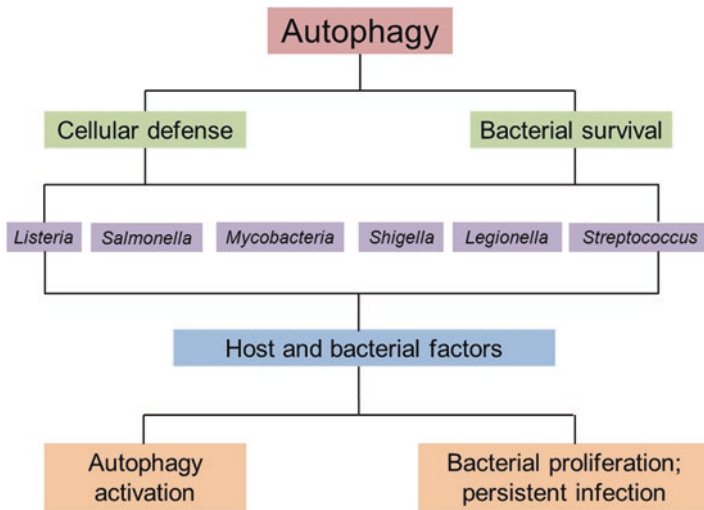 Autophagy
Cellular defense
Bacterial survival
Listeria
Salmonella
Mycobacteria
Shigella
Legionella
Streptococcus
Host and bacterial factors
Autophagy
activation
Bacterial proliferation;
persistent infection